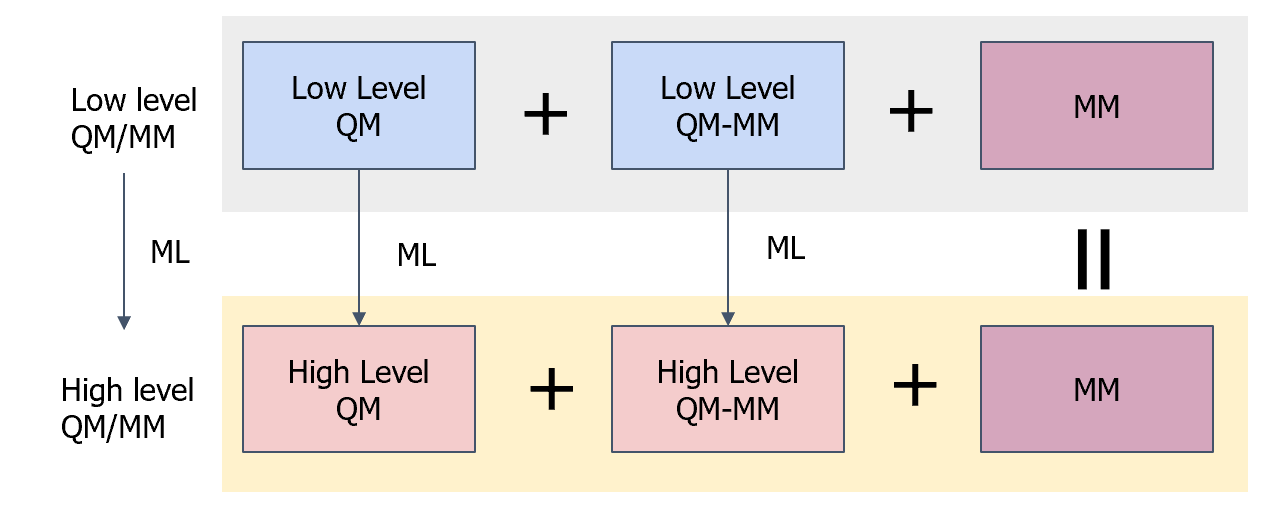 Low level
QM/MM
Low Level
QM
+
Low Level
QM-MM
+
MM
ML
ML
ML
=
High level
QM/MM
High Level
QM
+
High Level
QM-MM
+
MM